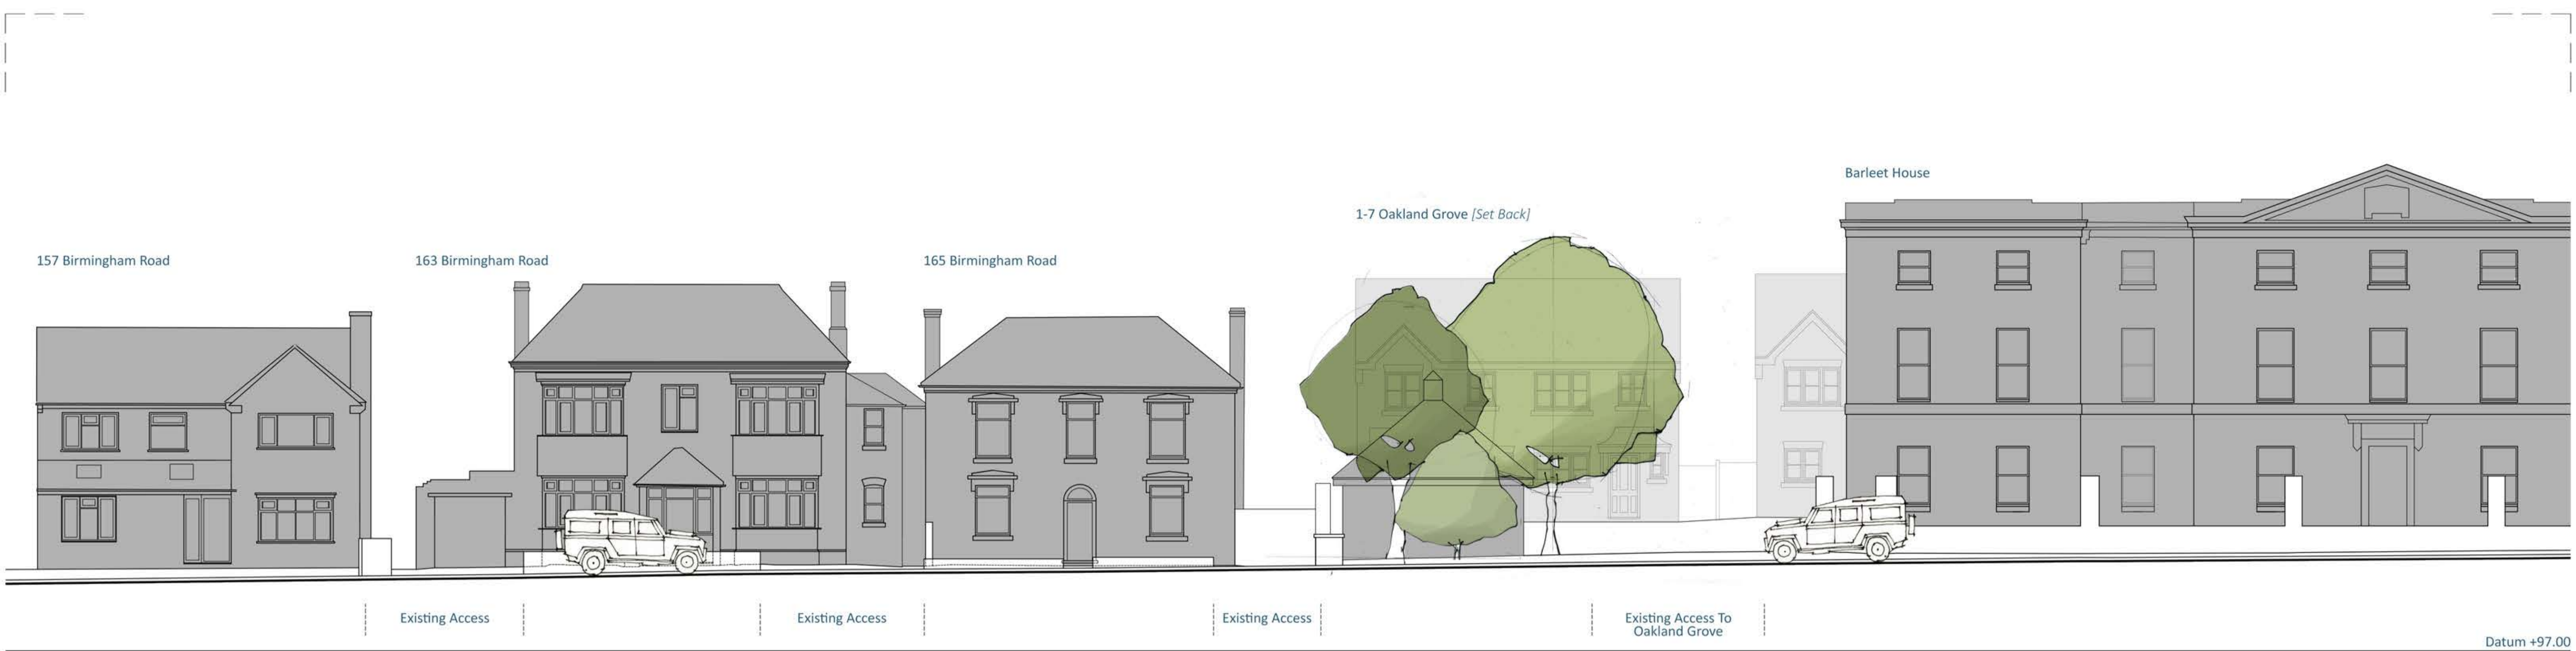 Barleet House
1-7 Oakland Grove [Set Back]
157 Birmingham Road
163 Birmingham Road
165 Birmingham Road
Existing Access
Existing Access
Existing Access
Existing Access To
Oakland Grove
Datum +97.00